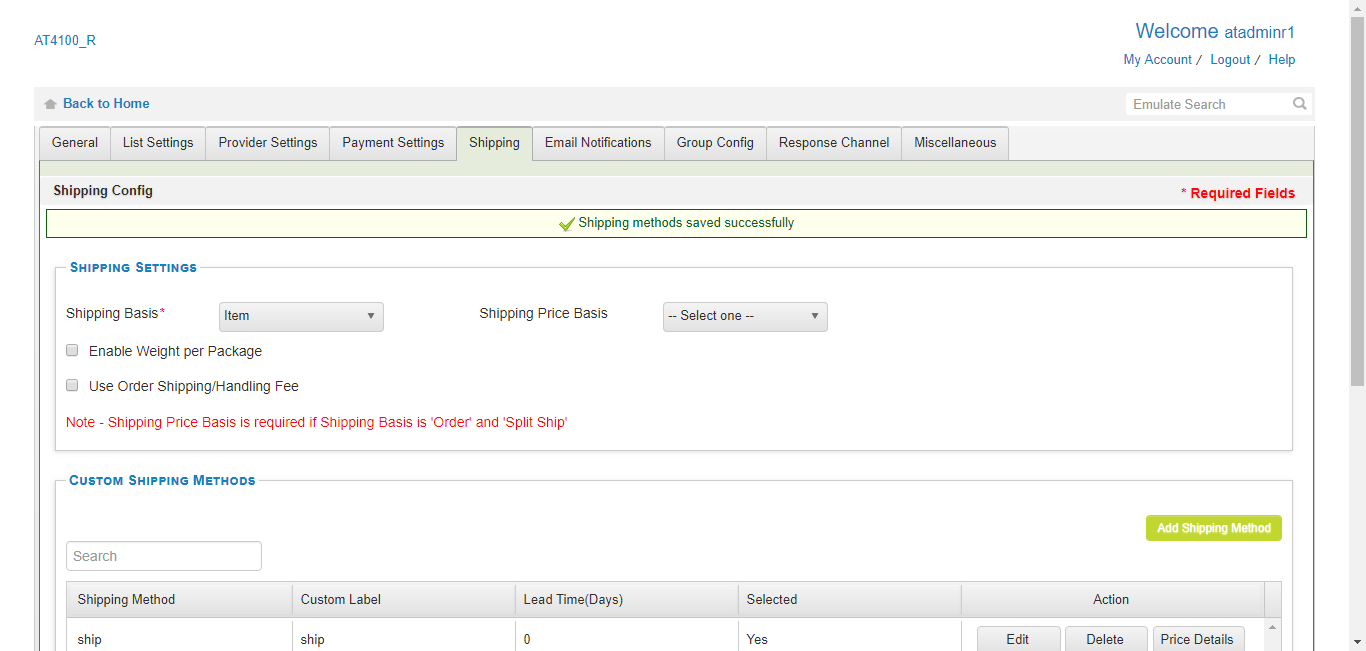 AT4100_R
Welcome atadminr1
My Account / Logout / Help
Back to Home
Emulate Search
General List Settings Provider Settings Payment Settings Shipping Email Notifications Group Config Response Channel Miscellaneous
Shipping Config
* Required Fields
Shipping methods saved successfully
Shipping Settings
Shipping Basis* Item Shipping Price Basis -- Select one --
Enable Weight per Package
Use Order Shipping/Handling Fee
Note - Shipping Price Basis is required if Shipping Basis is 'Order' and 'Split Ship'
Custom Shipping Methods
Add Shipping Method
Search
Shipping Method Custom Label Lead Time(Days) Selected Action
ship ship 0 Yes Edit Delete Price Details